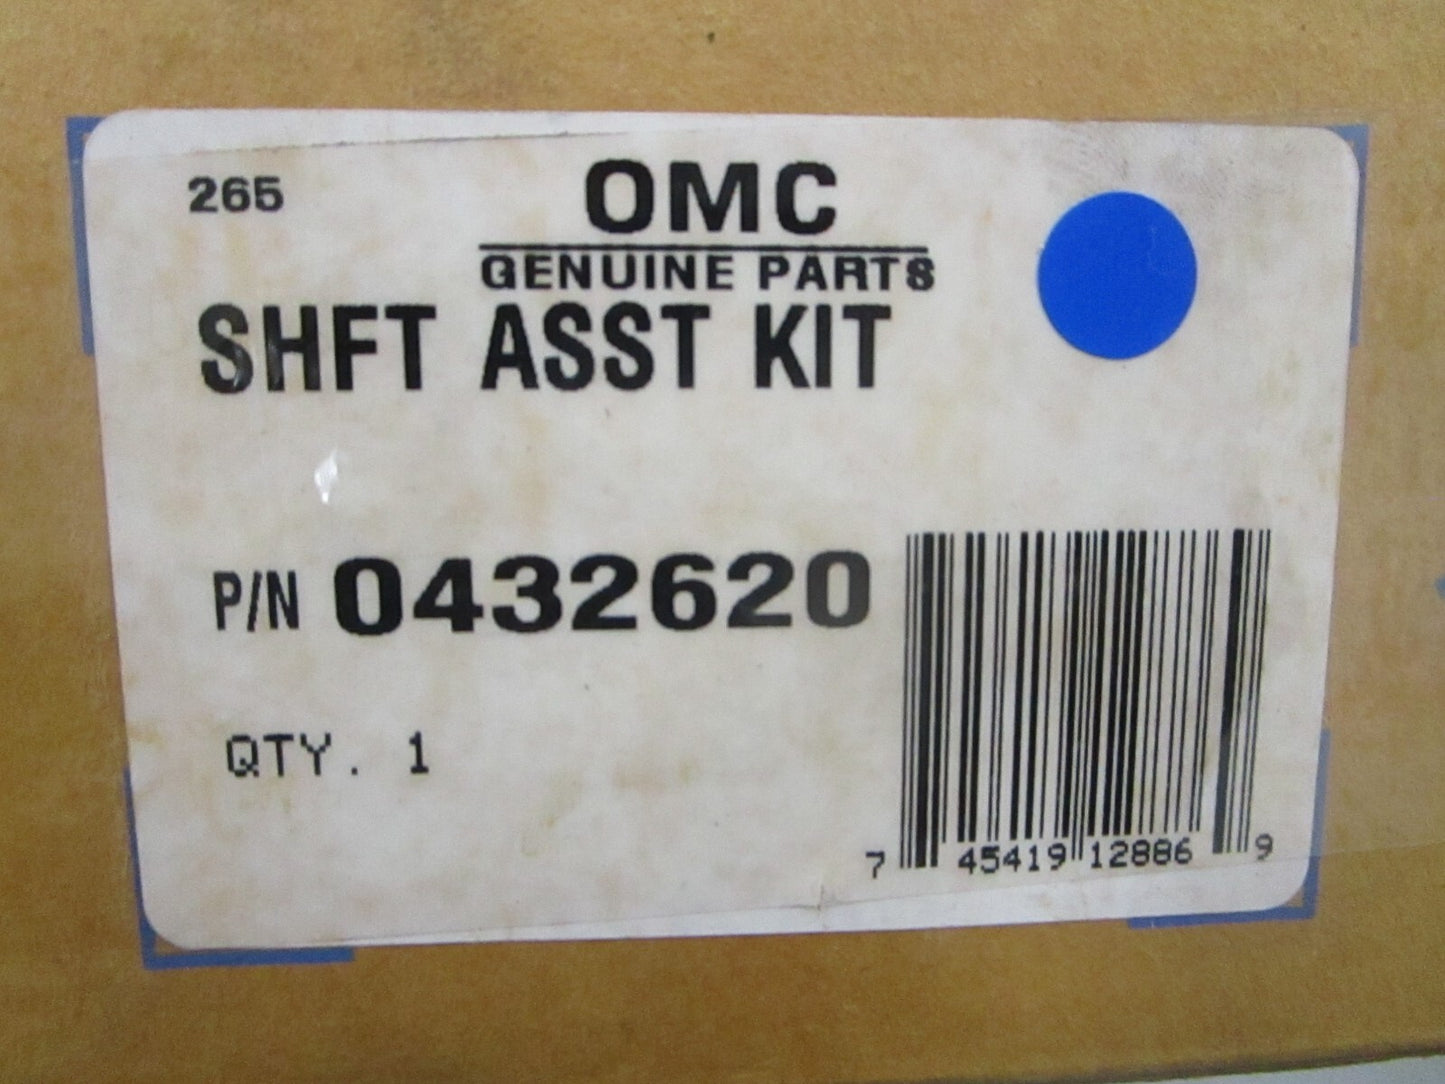 265
OMC
GENUINE PARTS
SHFT ASST KIT
P/N 0432620
QTY. 1
7 45419 12886 9